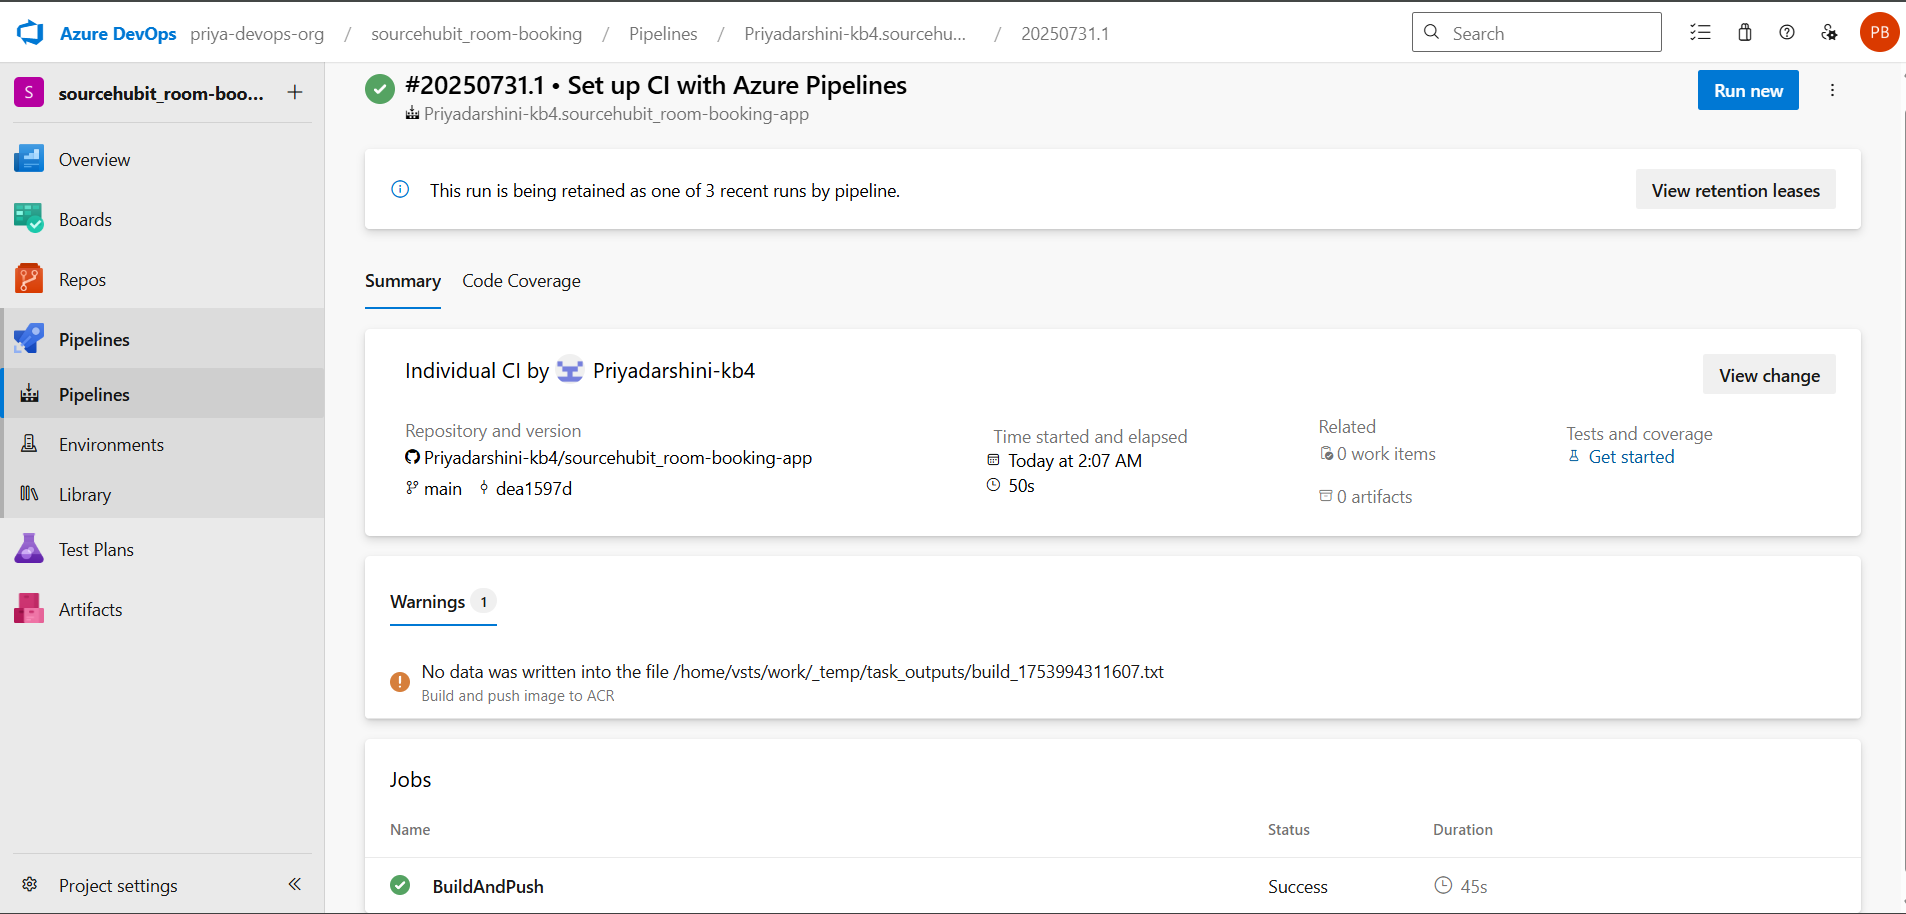 Azure DevOps priya-devops-org / sourcehubit_room-booking / Pipelines / Priyadarshini-kb4.sourcehu... / 20250731.1 Search PB
S sourcehubit_room-boo... +
Overview
Boards
Repos
Pipelines
Pipelines
Environments
Library
Test Plans
Artifacts
Project settings
#20250731.1 • Set up CI with Azure Pipelines
Priyadarshini-kb4.sourcehubit_room-booking-app
Run new
This run is being retained as one of 3 recent runs by pipeline.
View retention leases
Summary Code Coverage
Individual CI by Priyadarshini-kb4
View change
Repository and version
Priyadarshini-kb4/sourcehubit_room-booking-app
main dea1597d
Time started and elapsed
Today at 2:07 AM
50s
Related
0 work items
0 artifacts
Tests and coverage
Get started
Warnings 1
No data was written into the file /home/vsts/work/_temp/task_outputs/build_1753994311607.txt
Build and push image to ACR
Jobs
Name Status Duration
BuildAndPush Success 45s